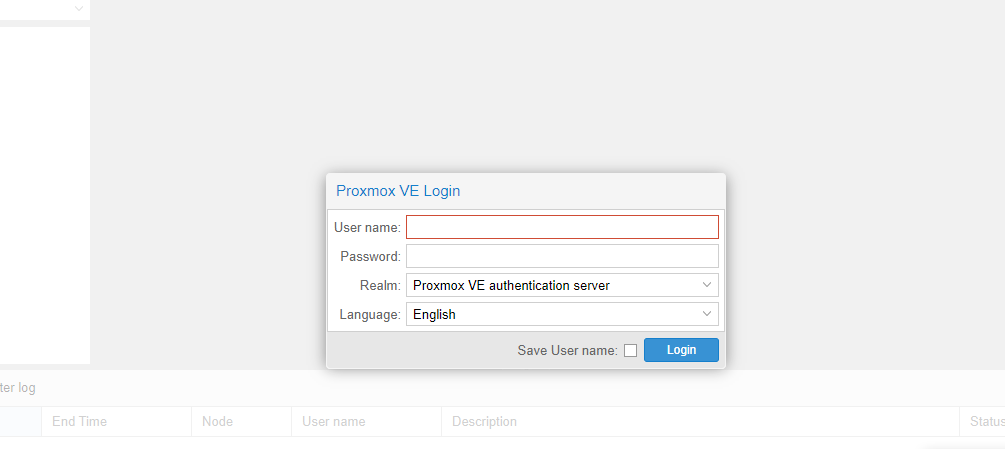 Proxmox VE Login
User name:
Password:
Realm: Proxmox VE authentication server
Language: English
Save User name: Login
ter log
End Time Node User name Description Status